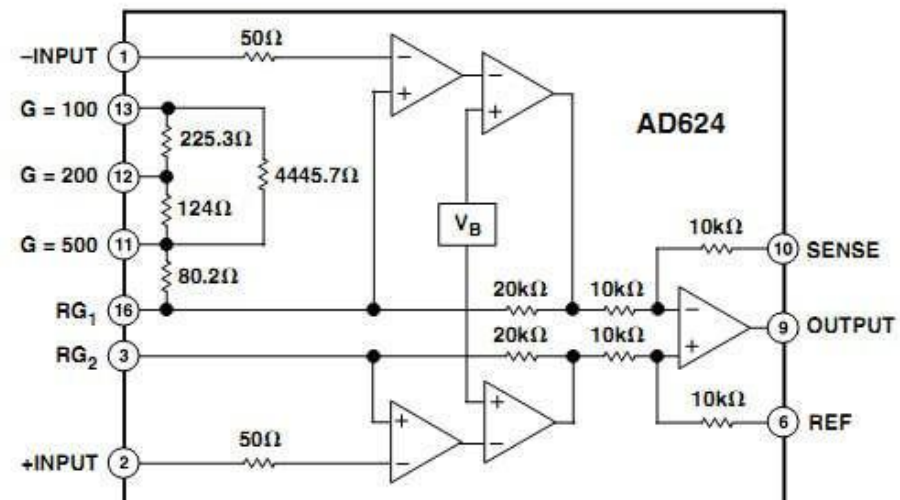 50Ω
–INPUT 1
G = 100 13
225.3Ω
AD624
G = 200 12
4445.7Ω
124Ω
VB
10kΩ
G = 500 11
10 SENSE
80.2Ω
20kΩ 10kΩ
RG1 16
–
+
9 OUTPUT
20kΩ 10kΩ
RG2 3
10kΩ
6 REF
50Ω
+INPUT 2